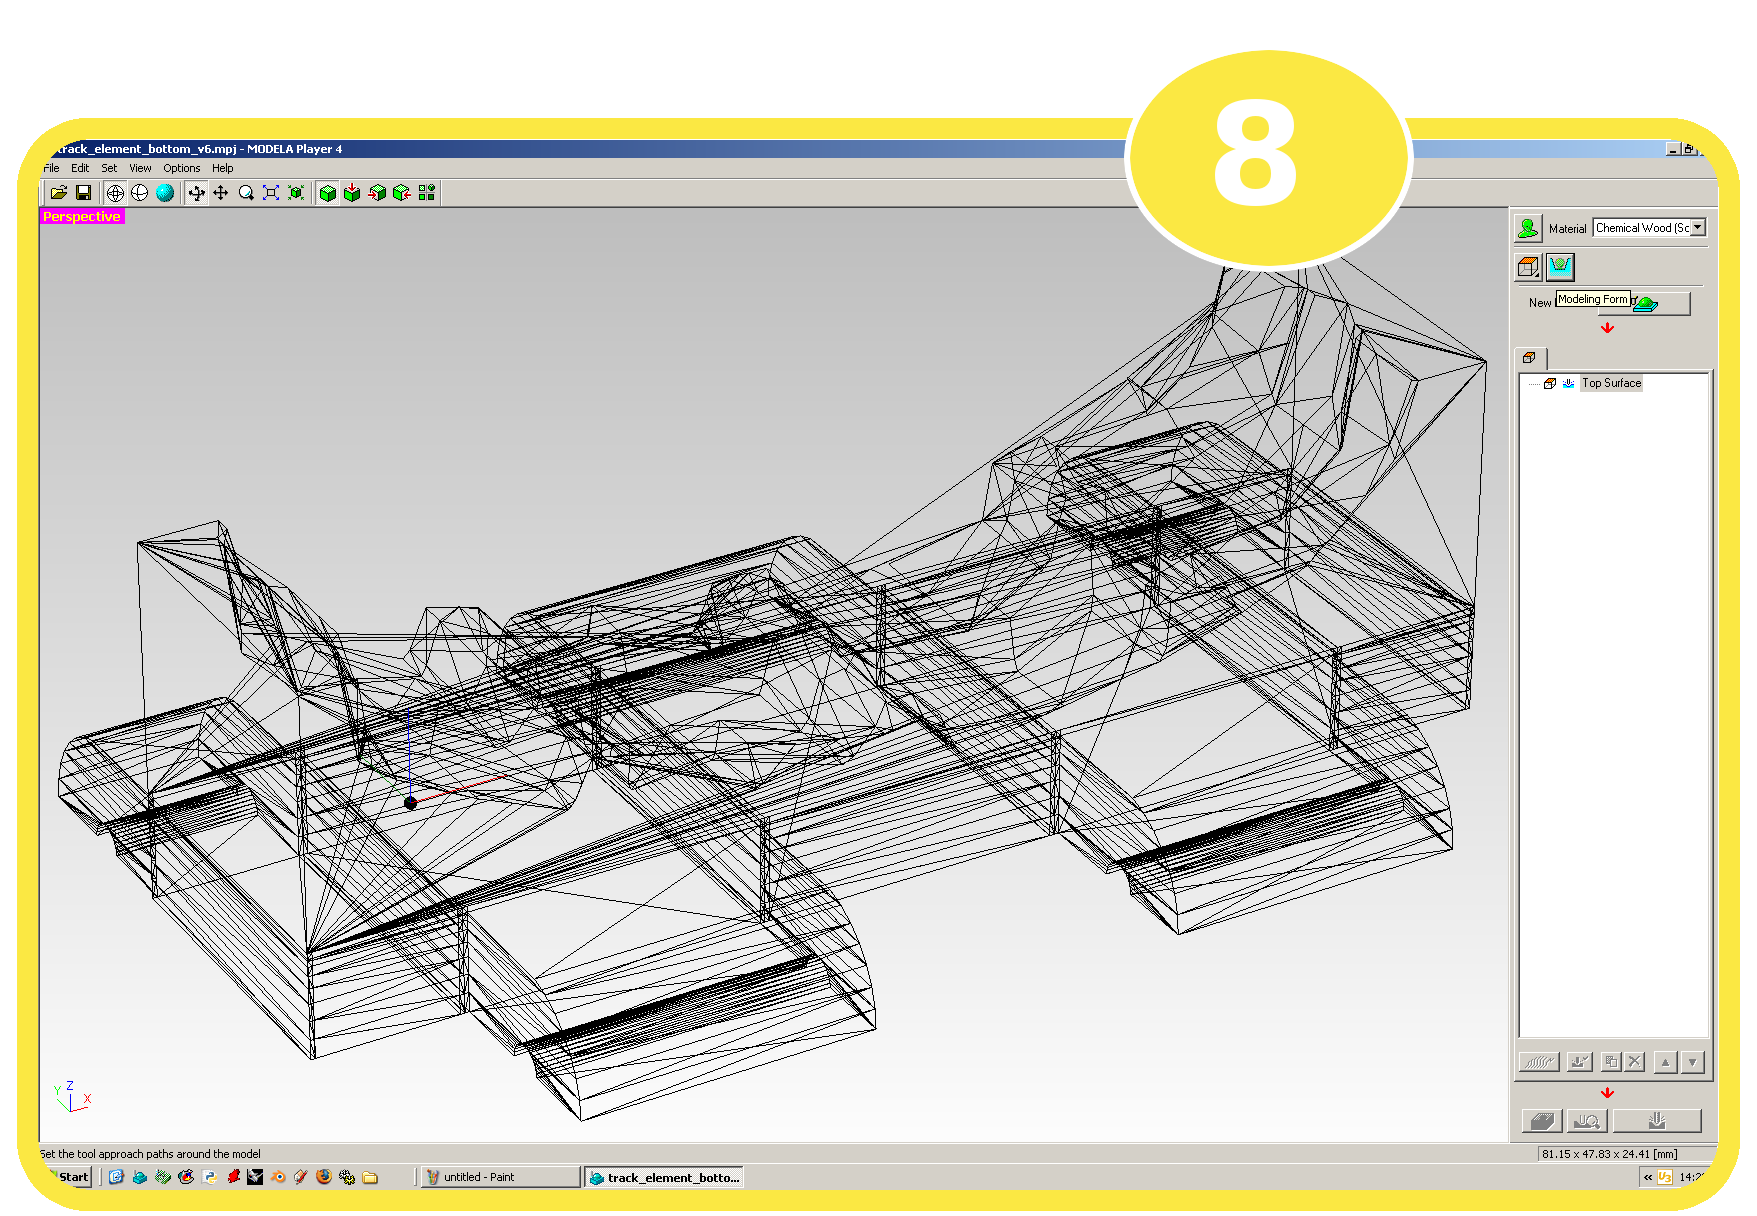 8
track_element_bottom_v6.mpj - MODELA Player 4
File Edit Set View Options Help
Perspective
Material Chemical Wood (Sc
New
Modeling Form
Top Surface
Y Z X
Set the tool approach paths around the model
81.15 x 47.83 x 24.41 [mm]
Start
untitled - Paint
track_element_botto...
«
U3
14:2